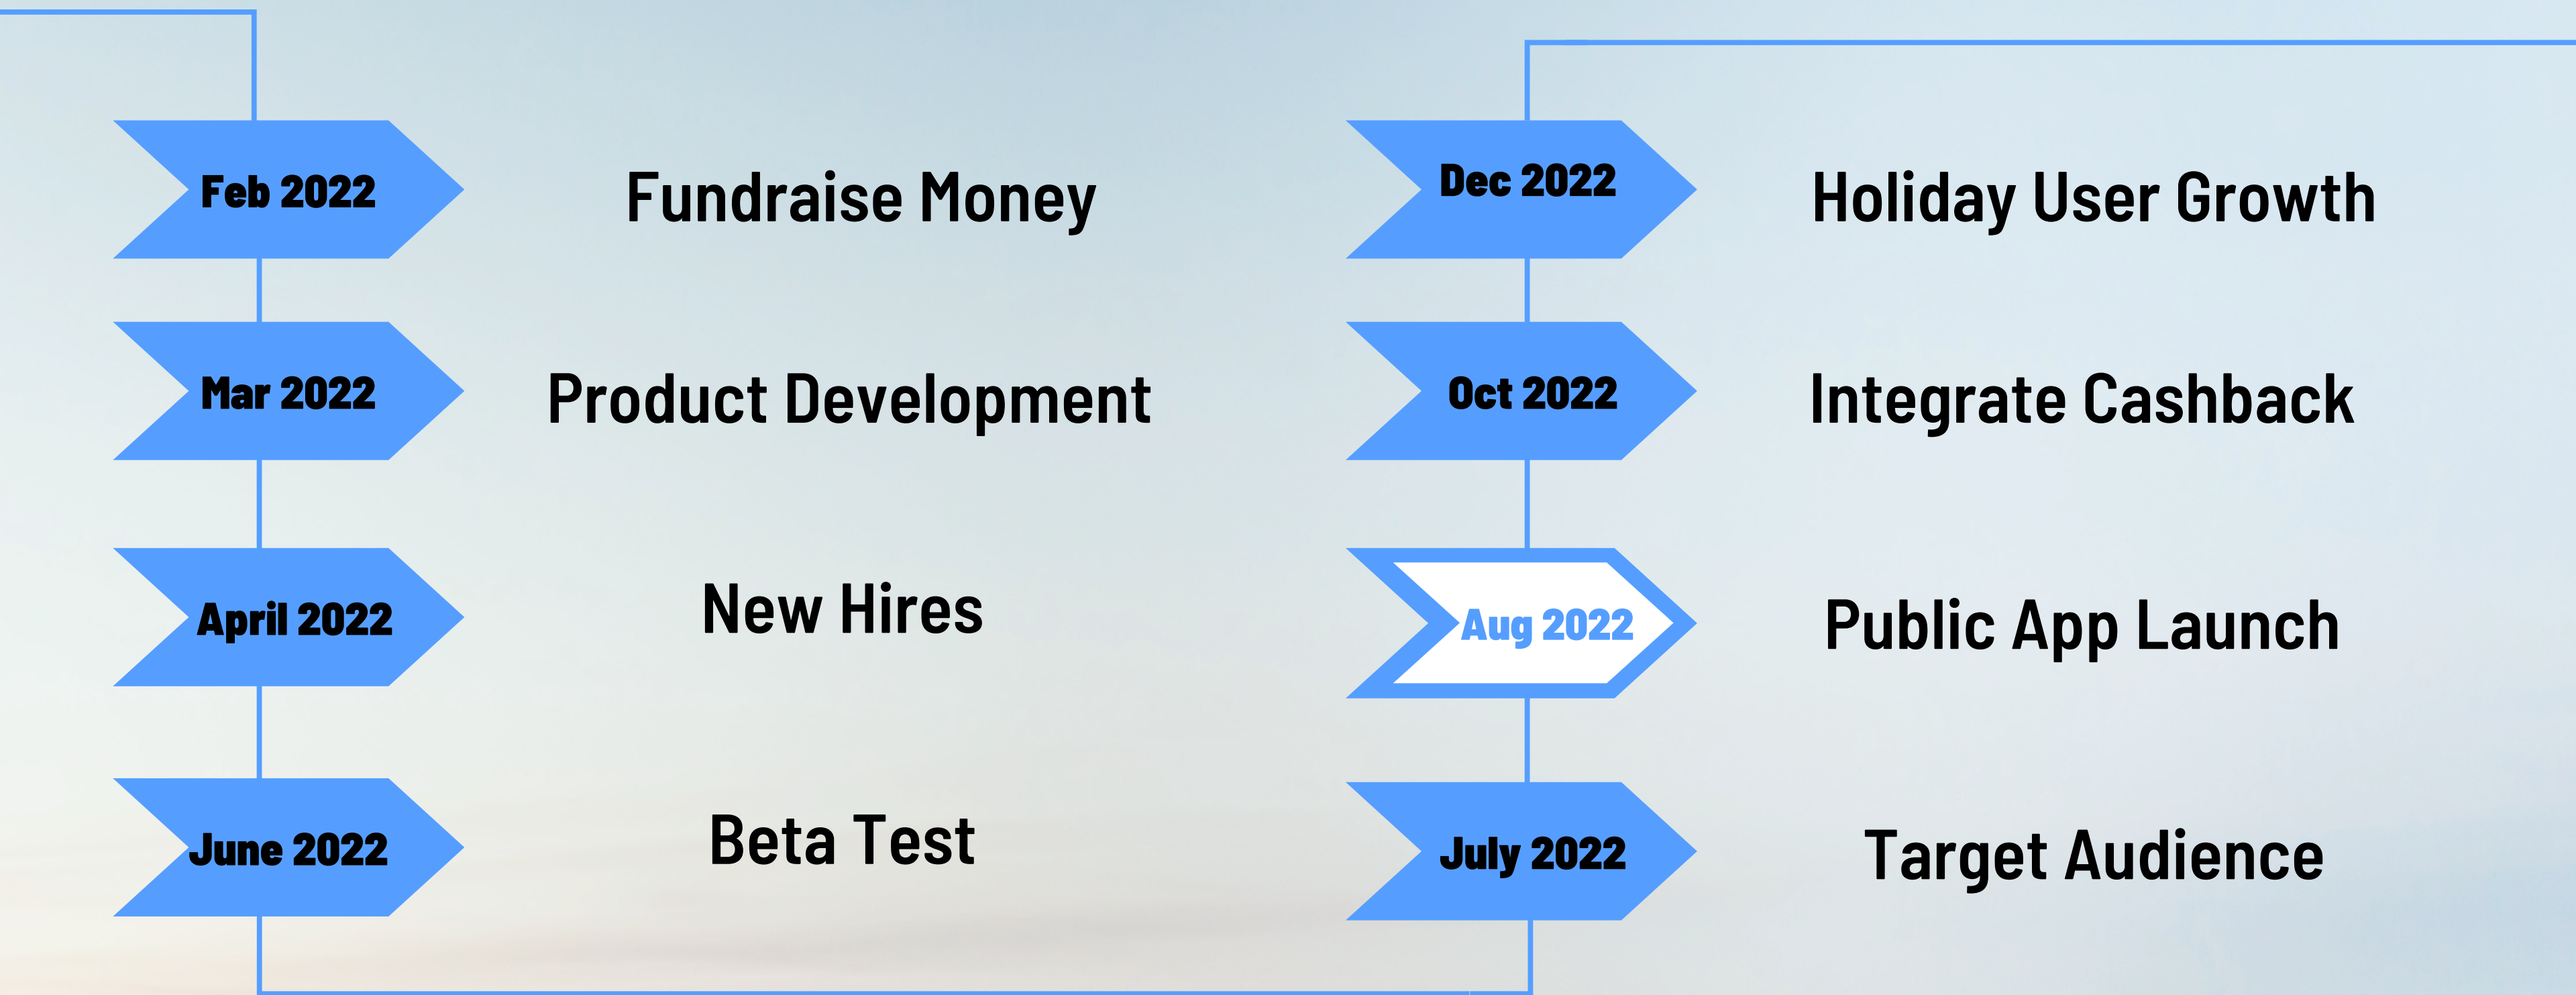 Feb 2022
Fundraise Money
Mar 2022
Product Development
April 2022
New Hires
June 2022
Beta Test
Dec 2022
Holiday User Growth
Oct 2022
Integrate Cashback
Aug 2022
Public App Launch
July 2022
Target Audience